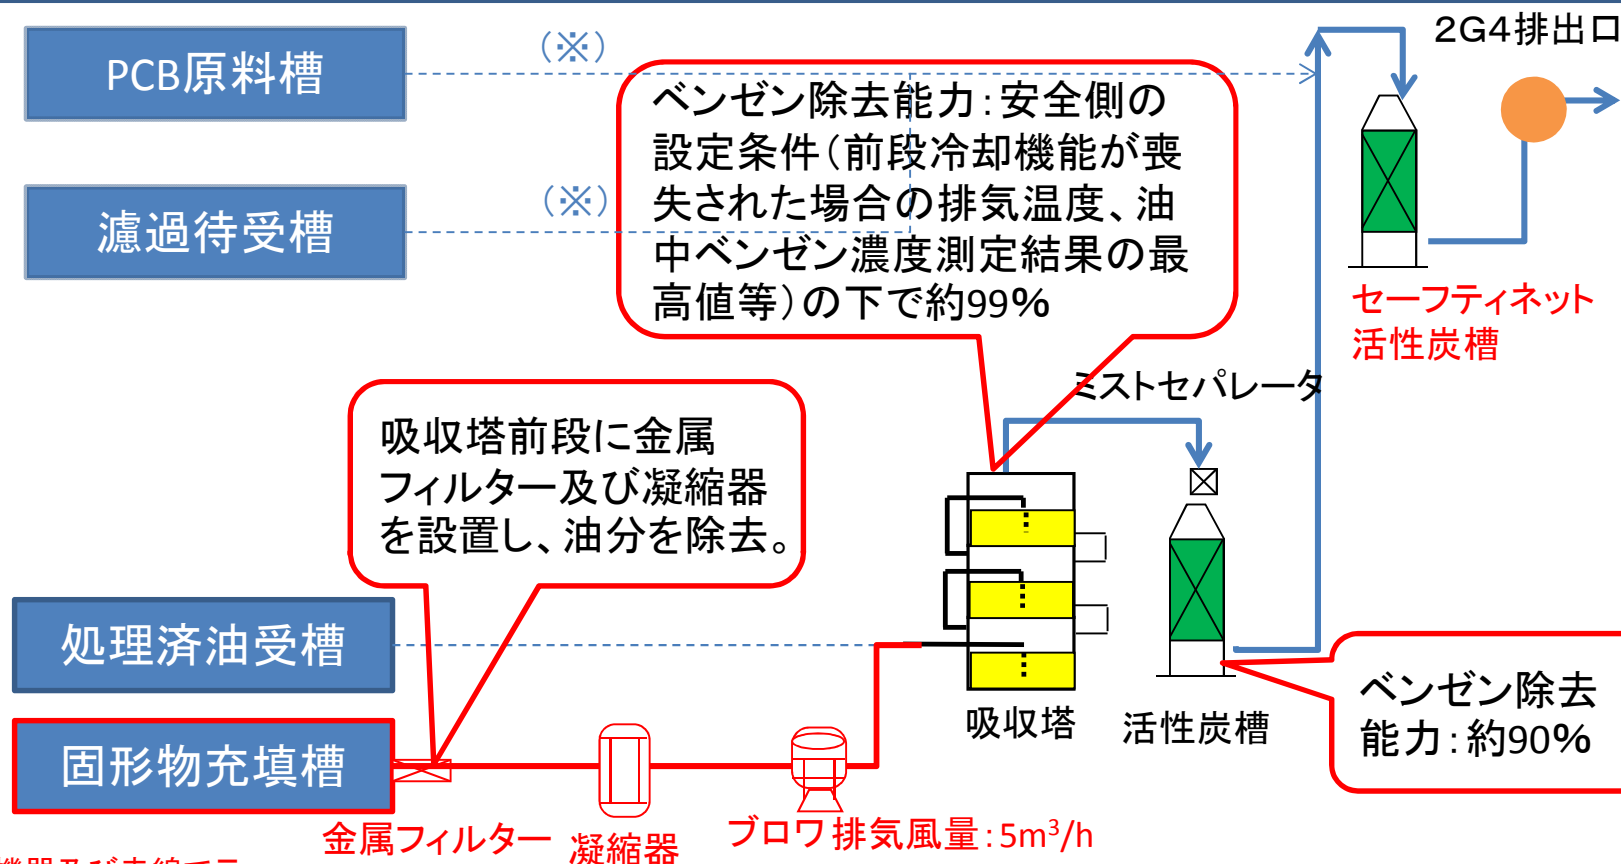 2G4排出口
PCB原料槽
(※)
ベンゼン除去能力:安全側の
設定条件(前段冷却機能が喪
失された場合の排気温度、油
中ベンゼン濃度測定結果の最
高値等)の下で約99%
濾過待受槽
(※)
セーフティネット
活性炭槽
ミストセパレータ
吸収塔前段に金属
フィルター及び凝縮器
を設置し、油分を除去。
処理済油受槽
吸収塔
活性炭槽
ベンゼン除去
能力:約90%
固形物充填槽
金属フィルター
凝縮器
ブロワ排気風量:5m³/h